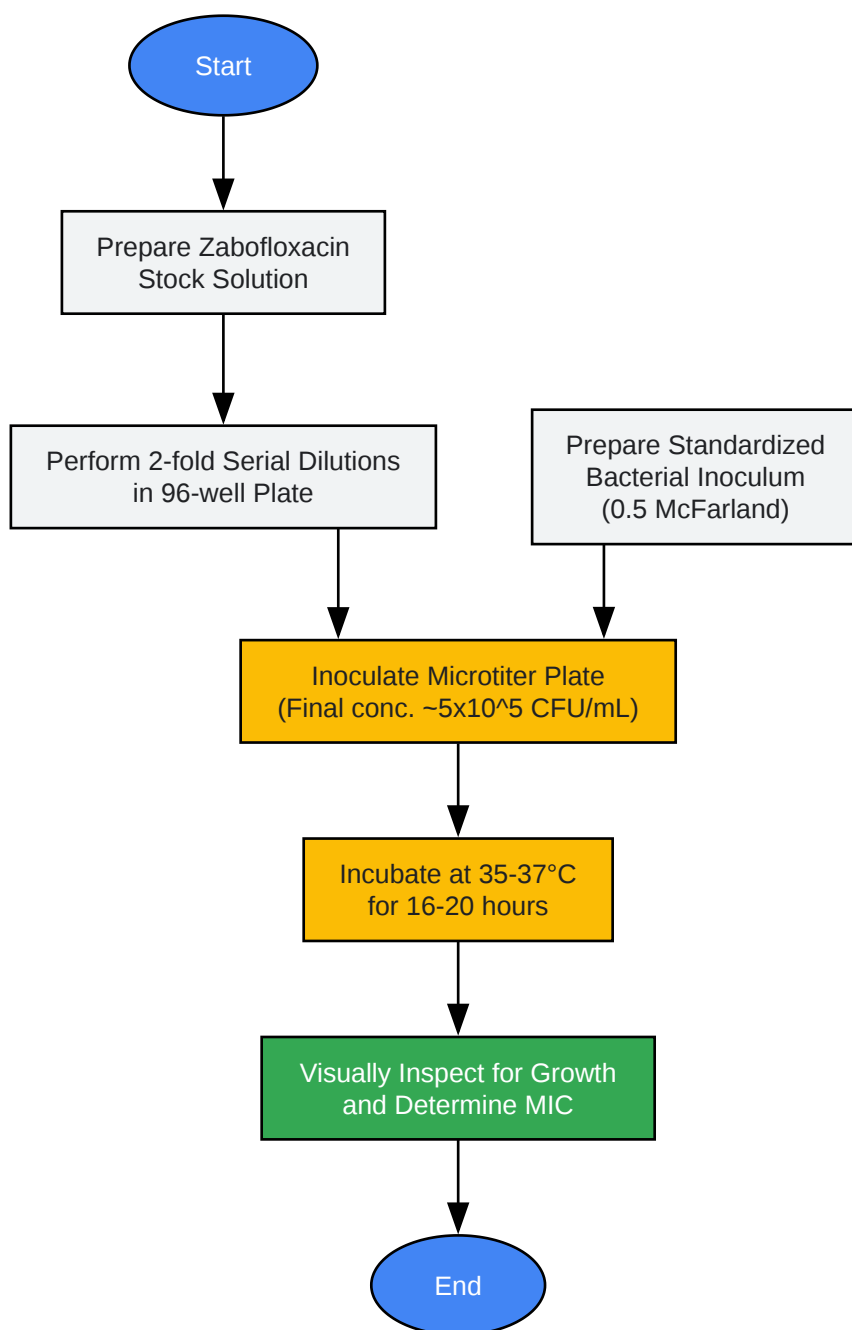 Start
Prepare Zabofloxacin
Stock Solution
Perform 2-fold Serial Dilutions
in 96-well Plate
Prepare Standardized
Bacterial Inoculum
(0.5 McFarland)
Inoculate Microtiter Plate
(Final conc. ~5x10^5 CFU/mL)
Incubate at 35-37°C
for 16-20 hours
Visually Inspect for Growth
and Determine MIC
End